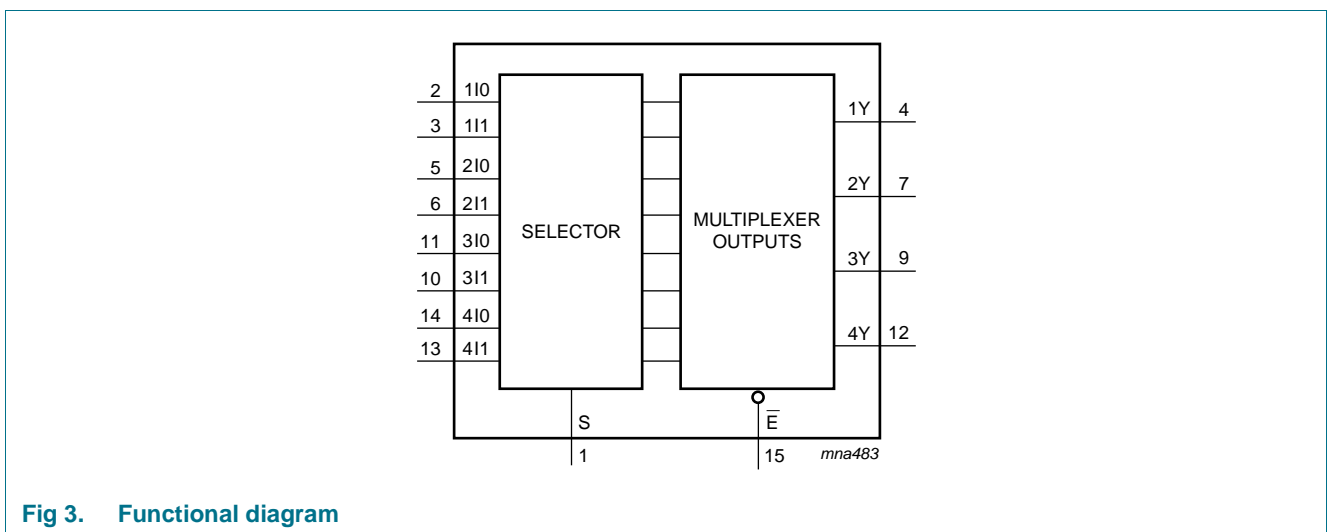 2 1I0
3 1I1
5 2I0
6 2I1
11 3I0
10 3I1
14 4I0
13 4I1
SELECTOR
MULTIPLEXER
OUTPUTS
1Y 4
2Y 7
3Y 9
4Y 12
S
1
E̅
15
mna483
Fig 3. Functional diagram